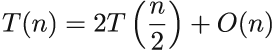 T(n) = 2T(n/2) + O(n)